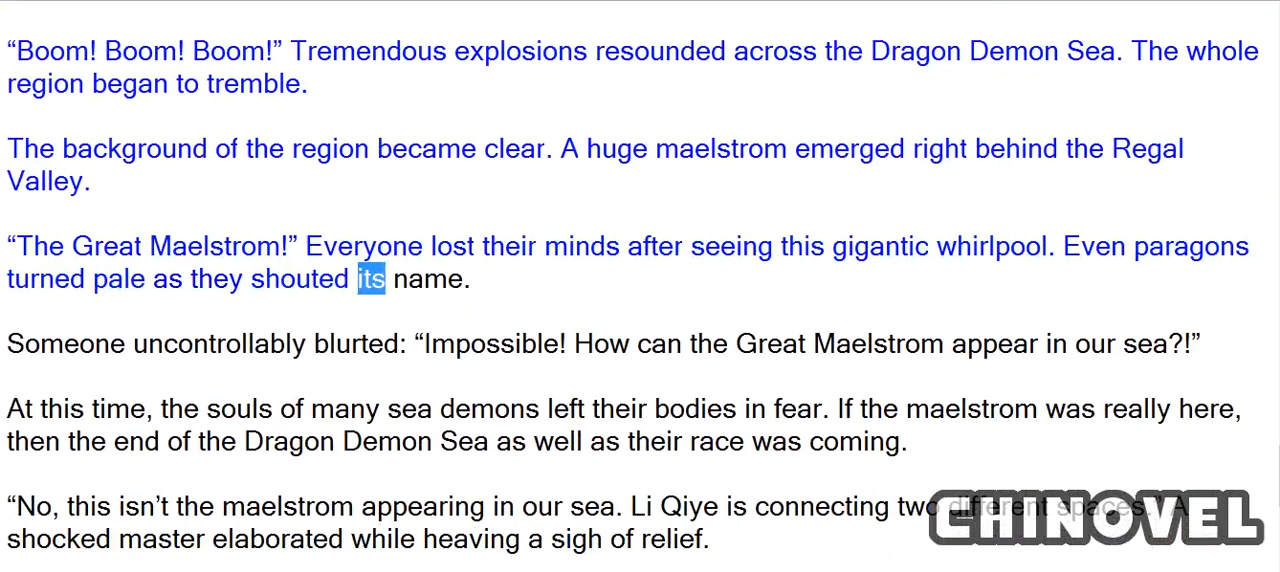 “Boom! Boom! Boom!” Tremendous explosions resounded across the Dragon Demon Sea. The whole
region began to tremble.
The background of the region became clear. A huge maelstrom emerged right behind the Regal
Valley.
“The Great Maelstrom!” Everyone lost their minds after seeing this gigantic whirlpool. Even paragons
turned pale as they shouted its name.
Someone uncontrollably blurted: “Impossible! How can the Great Maelstrom appear in our sea?!”
At this time, the souls of many sea demons left their bodies in fear. If the maelstrom was really here,
then the end of the Dragon Demon Sea as well as their race was coming.
“No, this isn’t the maelstrom appearing in our sea. Li Qiye is connecting two different spaces.” A
shocked master elaborated while heaving a sigh of relief.
CHINOVEL